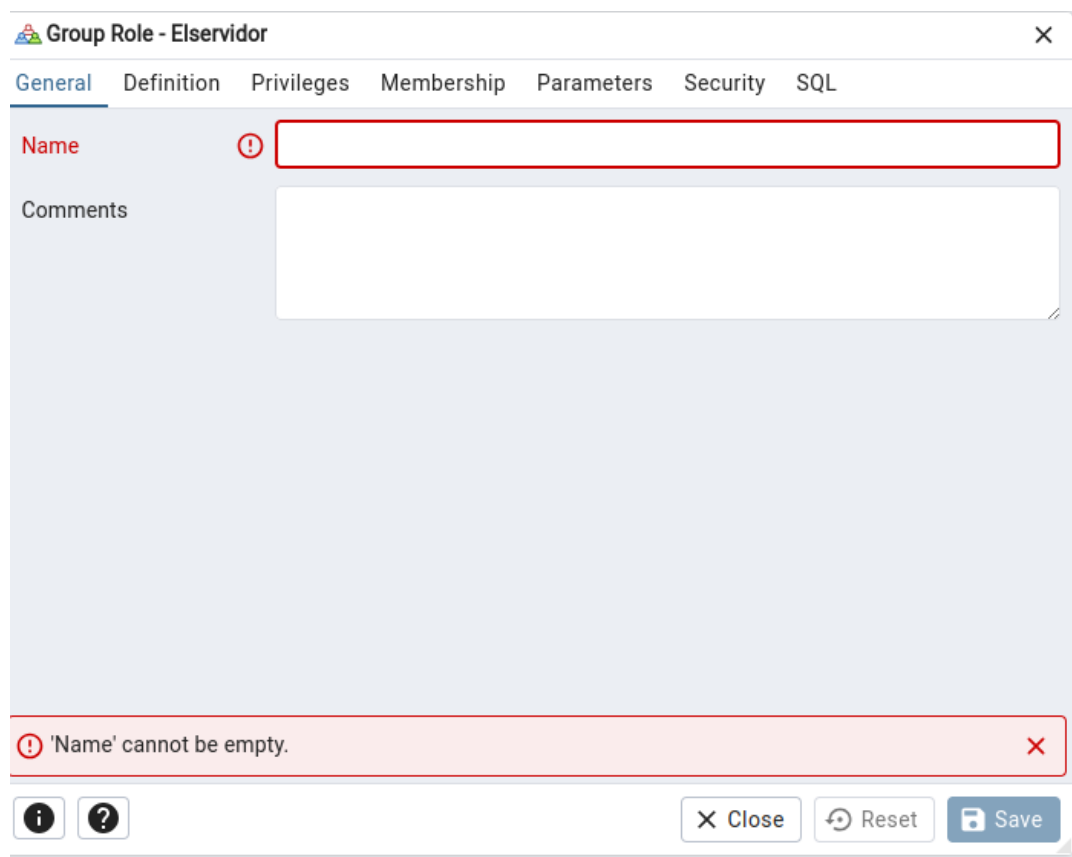 Group Role - Elservidor
General Definition Privileges Membership Parameters Security SQL
Name
Comments
'Name' cannot be empty.
Close Reset Save